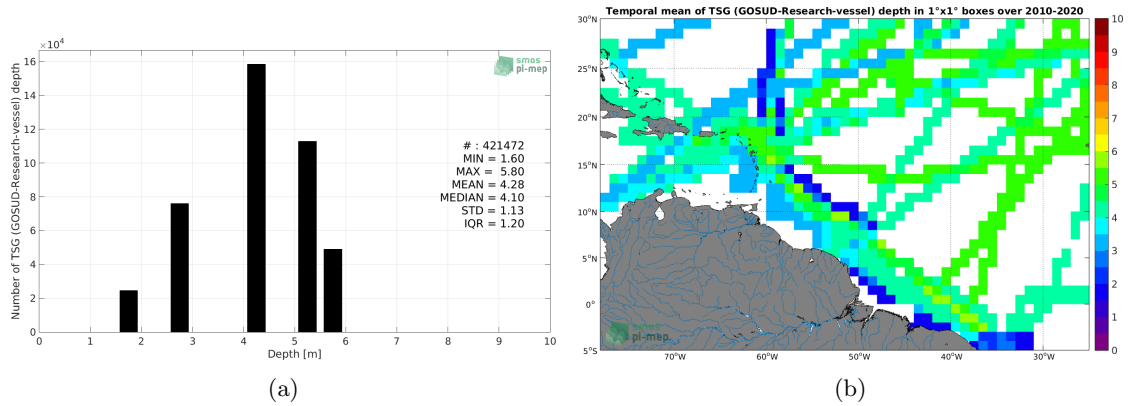 ×10⁴
16
14
12
10
8
6
4
2
0
Number of TSG (GOSUD-Research-vessel) depth
smos
pi-mep
# : 421472
MIN = 1.60
MAX = 5.80
MEAN = 4.28
MEDIAN = 4.10
STD = 1.13
IQR = 1.20
0 1 2 3 4 5 6 7 8 9 10
Depth [m]
(a)
Temporal mean of TSG (GOSUD-Research-vessel) depth in 1°x1° boxes over 2010-2020
30°N
25°N
20°N
15°N
10°N
5°N
0°
5°S
smos
pi-mep
70°W 60°W 50°W 40°W 30°W
10
9
8
7
6
5
4
3
2
1
0
(b)